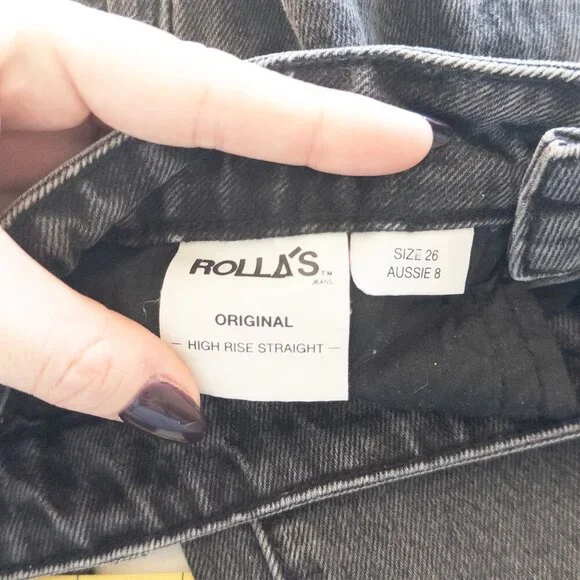 ROLLA'S TM
JEANS
ORIGINAL
— HIGH RISE STRAIGHT —
SIZE 26
AUSSIE 8